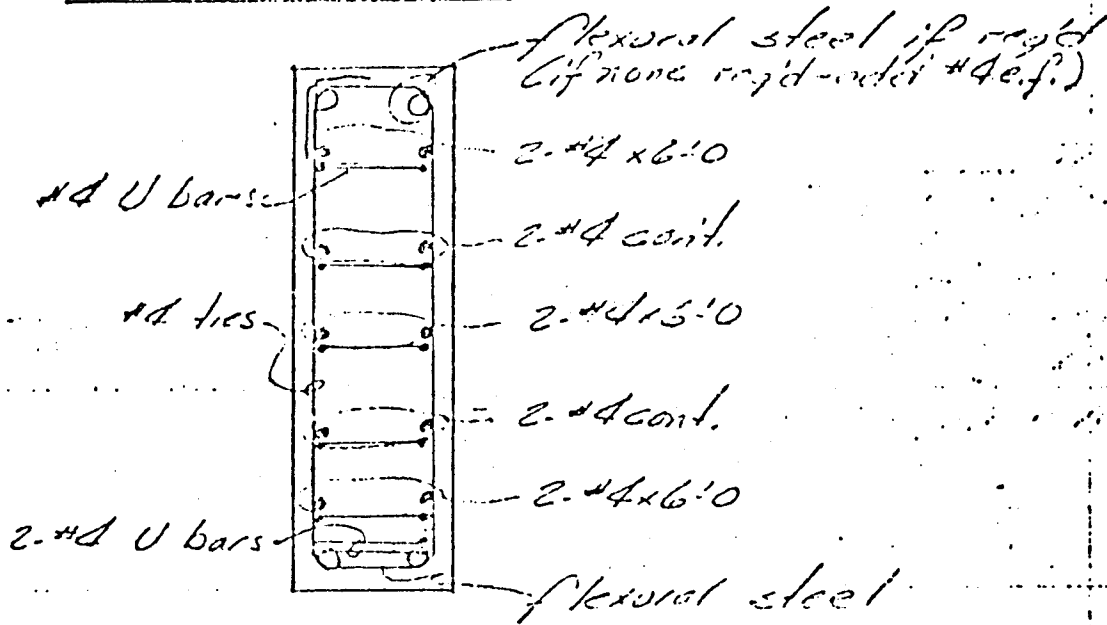 flexural steel if req'd
(if none req'd - add #4 e.f.)
2-#4 x 6'-0
#4 U bars
2-#4 cont.
#4 ties
2-#4 x 5'-0
2-#4 cont.
2-#4 x 6'-0
2-#4 U bars
flexural steel